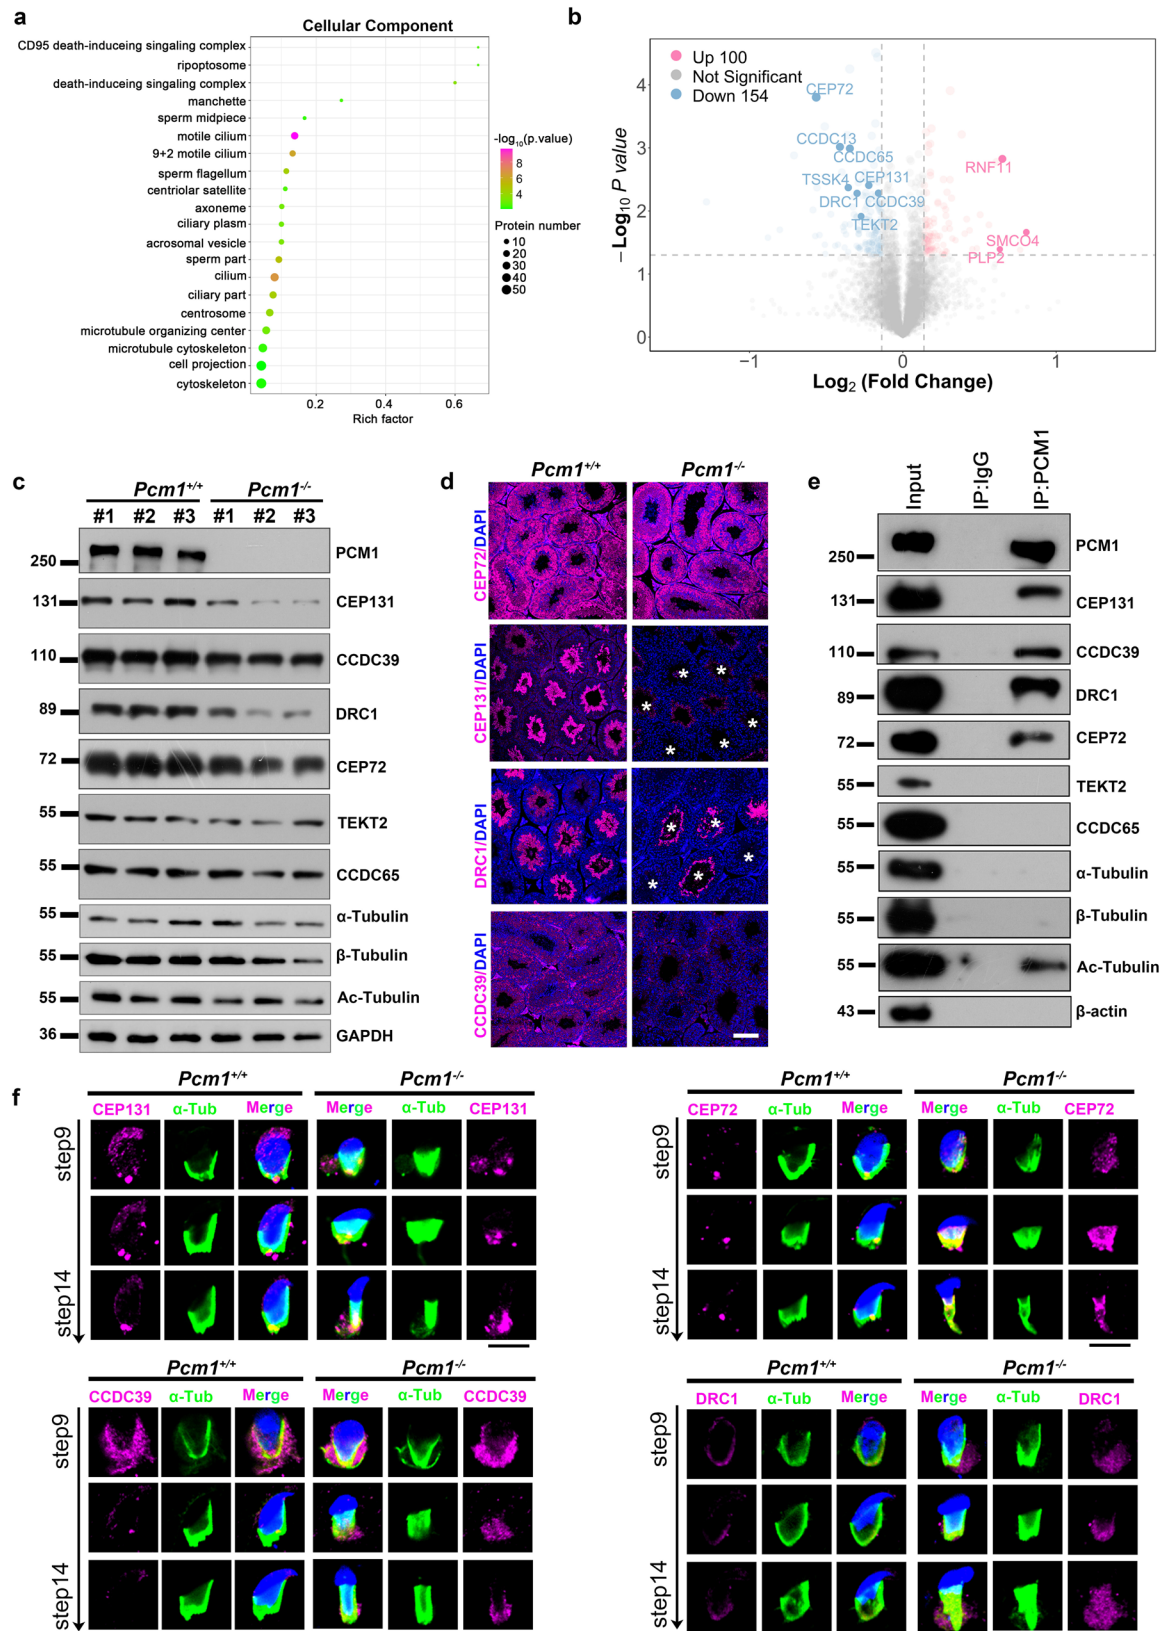 a
Cellular Component
CD95 death-induceing singaling complex
ripoptosome
death-induceing singaling complex
manchette
sperm midpiece
motile cilium
9+2 motile cilium
sperm flagellum
centriolar satellite
axoneme
ciliary plasm
acrosomal vesicle
sperm part
cilium
ciliary part
centrosome
microtubule organizing center
microtubule cytoskeleton
cell projection
cytoskeleton
0.2 0.4 0.6
Rich factor
-log10(p.value)
8
6
4
Protein number
10
20
30
40
50
b
Up 100
Not Significant
Down 154
CEP72
CCDC13
CCDC65
TSSK4 CEP131
DRC1 CCDC39
TEKT2
RNF11
SMCO4
PLP2
4
3
2
1
0
−Log10 P value
−1 0 1
Log2 (Fold Change)
c
Pcm1+/+ Pcm1-/-
#1 #2 #3 #1 #2 #3
250 PCM1
131 CEP131
110 CCDC39
89 DRC1
72 CEP72
55 TEKT2
55 CCDC65
55 α-Tubulin
55 β-Tubulin
55 Ac-Tubulin
36 GAPDH
d
Pcm1+/+ Pcm1-/-
CEP72/DAPI
CEP131/DAPI
* * * * * * *
DRC1/DAPI
* * * * *
CCDC39/DAPI
e
Input IP:IgG IP:PCM1
250 PCM1
131 CEP131
110 CCDC39
89 DRC1
72 CEP72
55 TEKT2
55 CCDC65
55 α-Tubulin
55 β-Tubulin
55 Ac-Tubulin
43 β-actin
f
Pcm1+/+ Pcm1-/-
CEP131 α-Tub Merge Merge α-Tub CEP131
step9
step14
Pcm1+/+ Pcm1-/-
CEP72 α-Tub Merge Merge α-Tub CEP72
step9
step14
Pcm1+/+ Pcm1-/-
CCDC39 α-Tub Merge Merge α-Tub CCDC39
step9
step14
Pcm1+/+ Pcm1-/-
DRC1 α-Tub Merge Merge α-Tub DRC1
step9
step14